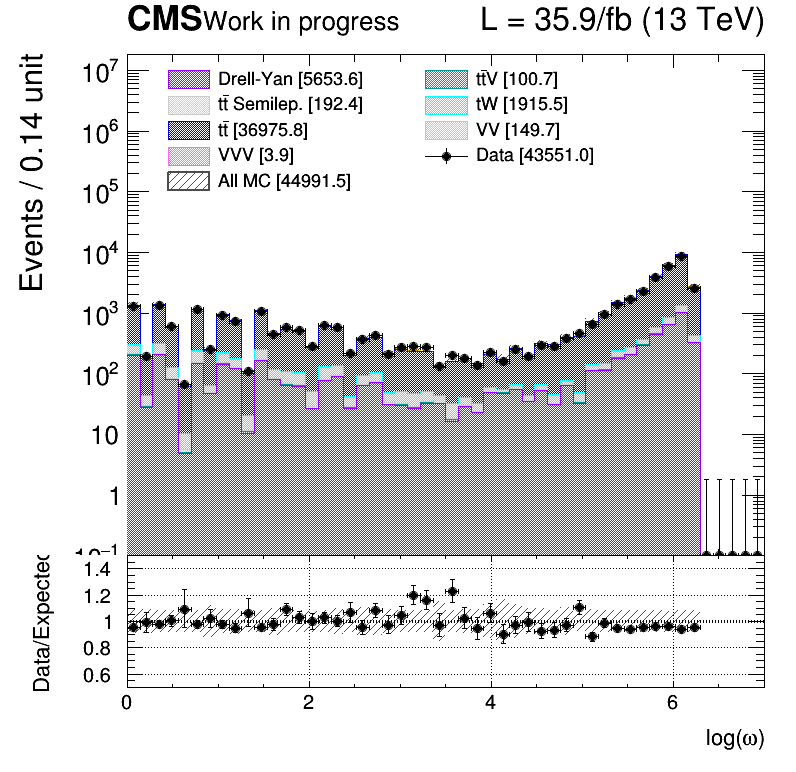 CMS Work in progress L = 35.9/fb (13 TeV)
Events / 0.14 unit
10⁷
10⁶
10⁵
10⁴
10³
10²
10
1
10⁻¹
Drell-Yan [5653.6]
tt̄ Semilep. [192.4]
tt̄ [36975.8]
VVV [3.9]
All MC [44991.5]
tt̄V [100.7]
tW [1915.5]
VV [149.7]
Data [43551.0]
Data/Expected
1.4
1.2
1
0.8
0.6
0 2 4 6
log(ω)